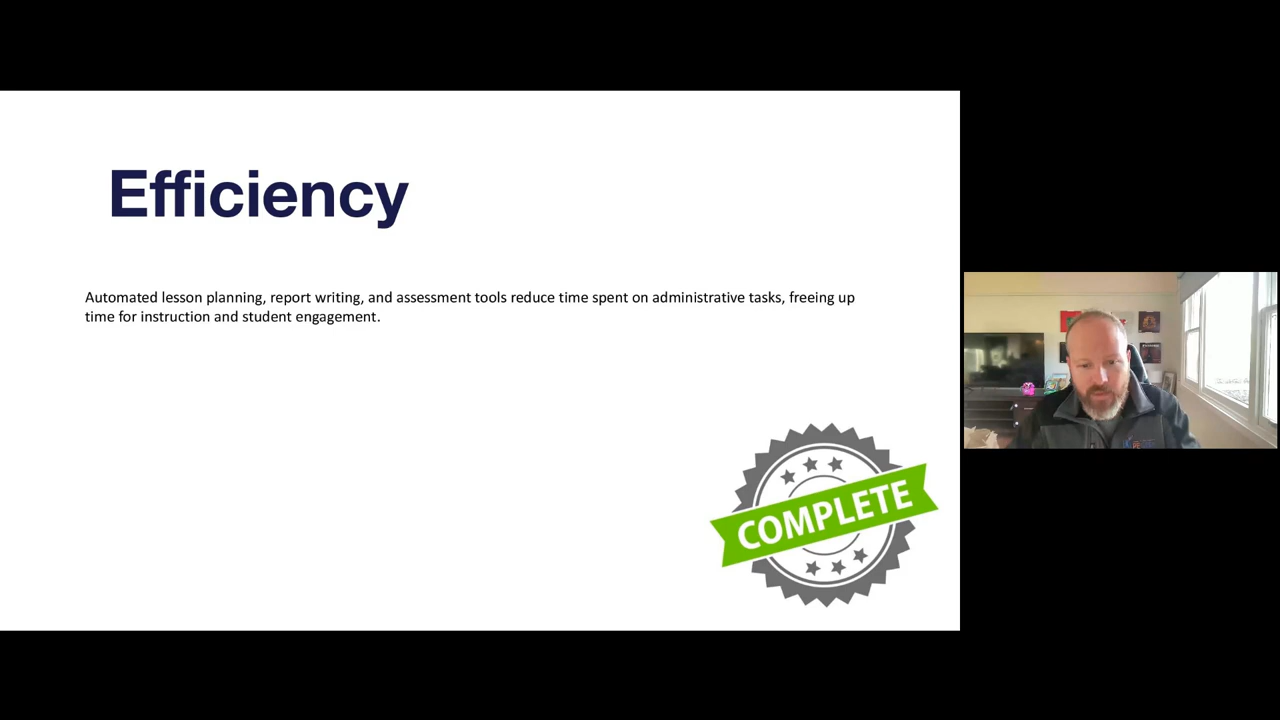 Efficiency
Automated lesson planning, report writing, and assessment tools reduce time spent on administrative tasks, freeing up
time for instruction and student engagement.
COMPLETE